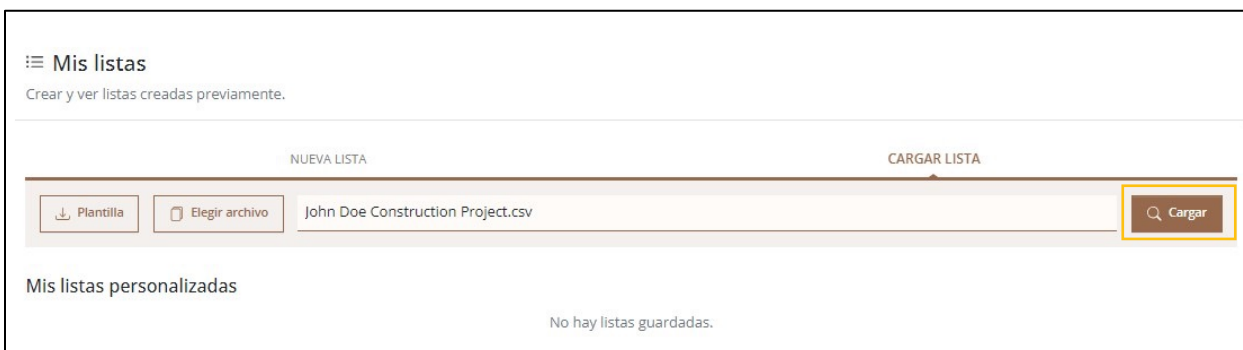 Mis listas
Crear y ver listas creadas previamente.
NUEVA LISTA
CARGAR LISTA
Plantilla
Elegir archivo
John Doe Construction Project.csv
Cargar
Mis listas personalizadas
No hay listas guardadas.